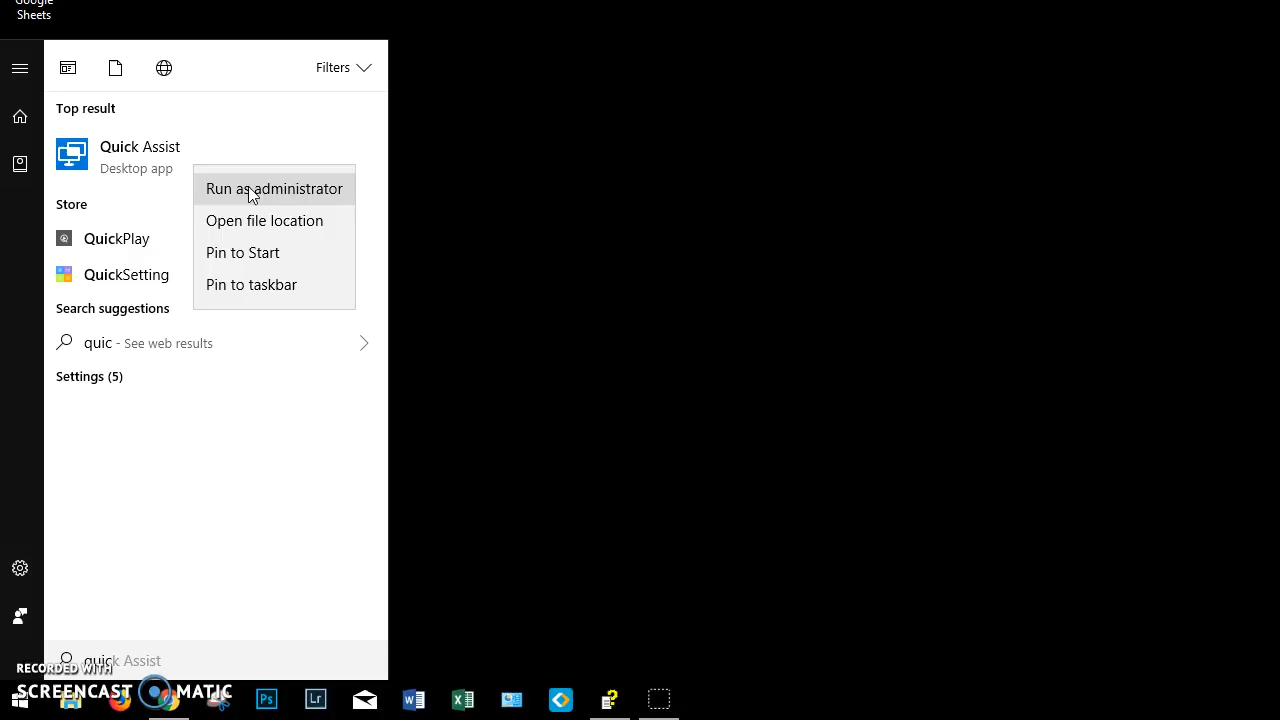 Google
Sheets
Filters
Top result
Quick Assist
Desktop app
Run as administrator
Store
Open file location
QuickPlay
Pin to Start
QuickSetting
Pin to taskbar
Search suggestions
quic - See web results
Settings (5)
quick Assist
RECORDED WITH
SCREENCAST MATIC
Ps
Lr